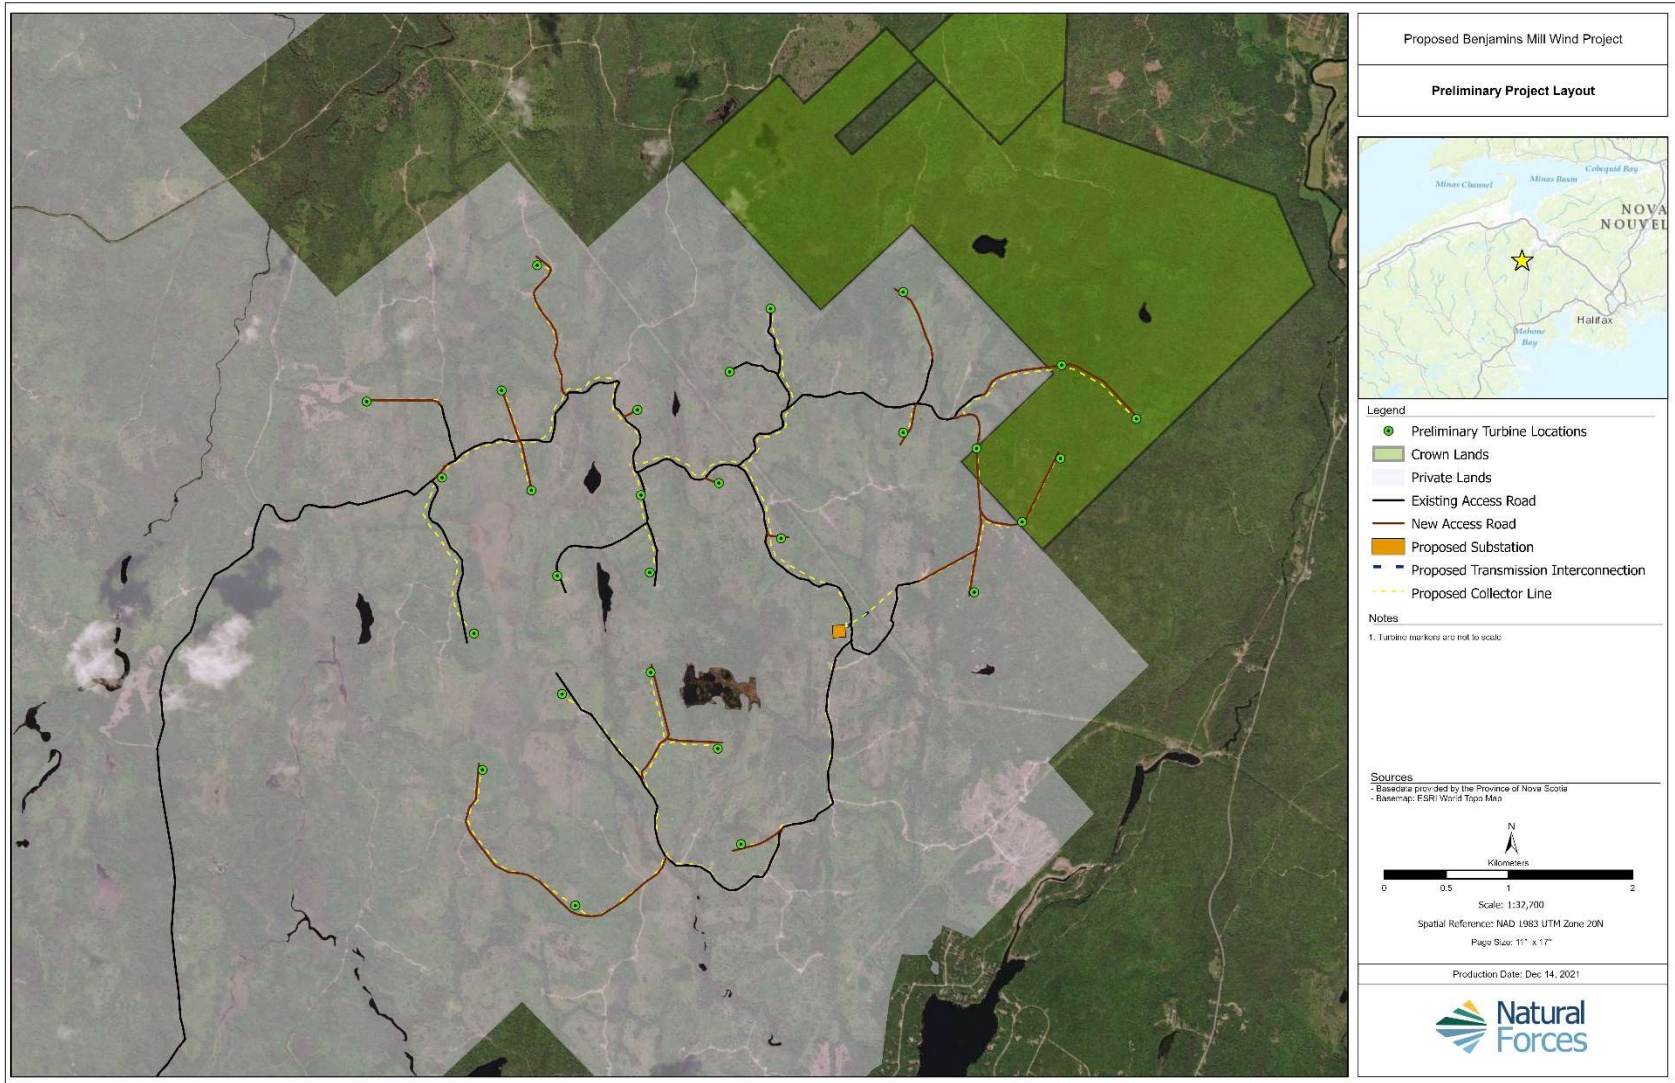 Proposed Benjamins Mill Wind Project
Preliminary Project Layout
Cobequid Bay
Minas Basin
Minas Channel
NOVA
NOUVEL
Halifax
Mahone
Bay
Legend
Preliminary Turbine Locations
Crown Lands
Private Lands
Existing Access Road
New Access Road
Proposed Substation
Proposed Transmission Interconnection
Proposed Collector Line
Notes
1. Turbine markers are not to scale
Sources
- Basedata provided by the Province of Nova Scotia
- Basemap: ESRI World Topo Map
N
Kilometers
0 0.5 1 2
Scale: 1:32,700
Spatial Reference: NAD 1983 UTM Zone 20N
Page Size: 11" x 17"
Production Date: Dec 14, 2021
Natural
Forces